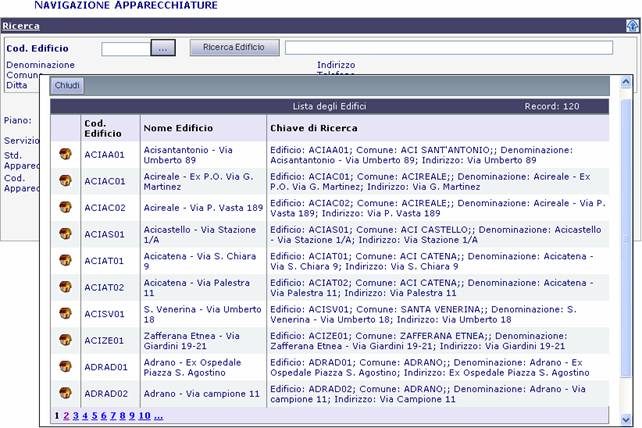 NAVIGAZIONE APPARECCHIATURE
Ricerca
Cod. Edificio ... Ricerca Edificio
Denominazione Indirizzo
Comune Telefono
Ditta
Chiudi
Lista degli Edifici Record: 120
Piano:
Servizio
Std.
Apparec
Cod.
Apparec
Cod.
Edificio Nome Edificio Chiave di Ricerca
ACIAA01 Acisantantonio - Via
Umberto 89 Edificio: ACIAA01; Comune: ACI SANT'ANTONIO;; Denominazione:
Acisantantonio - Via Umberto 89; Indirizzo: Via Umberto 89
ACIAC01 Acireale - Ex P.O. Via G.
Martinez Edificio: ACIAC01; Comune: ACIREALE;; Denominazione: Acireale - Ex
P.O. Via G. Martinez; Indirizzo: Via G. Martinez
ACIAC02 Acireale - Via P. Vasta 189 Edificio: ACIAC02; Comune: ACIREALE;; Denominazione: Acireale - Via P.
Vasta 189; Indirizzo: Via P. Vasta 189
ACIAS01 Acicastello - Via Stazione
1/A Edificio: ACIAS01; Comune: ACI CASTELLO;; Denominazione: Acicastello
- Via Stazione 1/A; Indirizzo: Via Stazione 1/A
ACIAT01 Acicatena - Via S. Chiara
9 Edificio: ACIAT01; Comune: ACI CATENA;; Denominazione: Acicatena -
Via S. Chiara 9; Indirizzo: Via S. Chiara 9
ACIAT02 Acicatena - Via Palestra
11 Edificio: ACIAT02; Comune: ACI CATENA;; Denominazione: Acicatena -
Via Palestra 11; Indirizzo: Via Palestra 11
ACISV01 S. Venerina - Via Umberto
18 Edificio: ACISV01; Comune: SANTA VENERINA;; Denominazione: S.
Venerina - Via Umberto 18; Indirizzo: Via Umberto 18
ACIZE01 Zafferana Etnea - Via
Giardini 19-21 Edificio: ACIZE01; Comune: ZAFFERANA ETNEA;; Denominazione:
Zafferana Etnea - Via Giardini 19-21; Indirizzo: Via Giardini 19-21
ADRAD01 Adrano - Ex Ospedale
Piazza S. Agostino Edificio: ADRAD01; Comune: ADRANO;; Denominazione: Adrano - Ex
Ospedale Piazza S. Agostino; Indirizzo: Ex Ospedale Piazza S. Agostino
ADRAD02 Adrano - Via campione 11 Edificio: ADRAD02; Comune: ADRANO;; Denominazione: Adrano - Via
campione 11; Indirizzo: Via Campione 11
1 2 3 4 5 6 7 8 9 10 ...